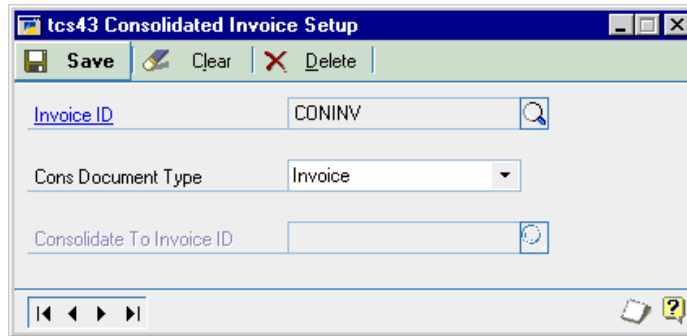 tcs43 Consolidated Invoice Setup
Save Clear Delete
Invoice ID CONINV
Cons Document Type Invoice
Consolidate To Invoice ID